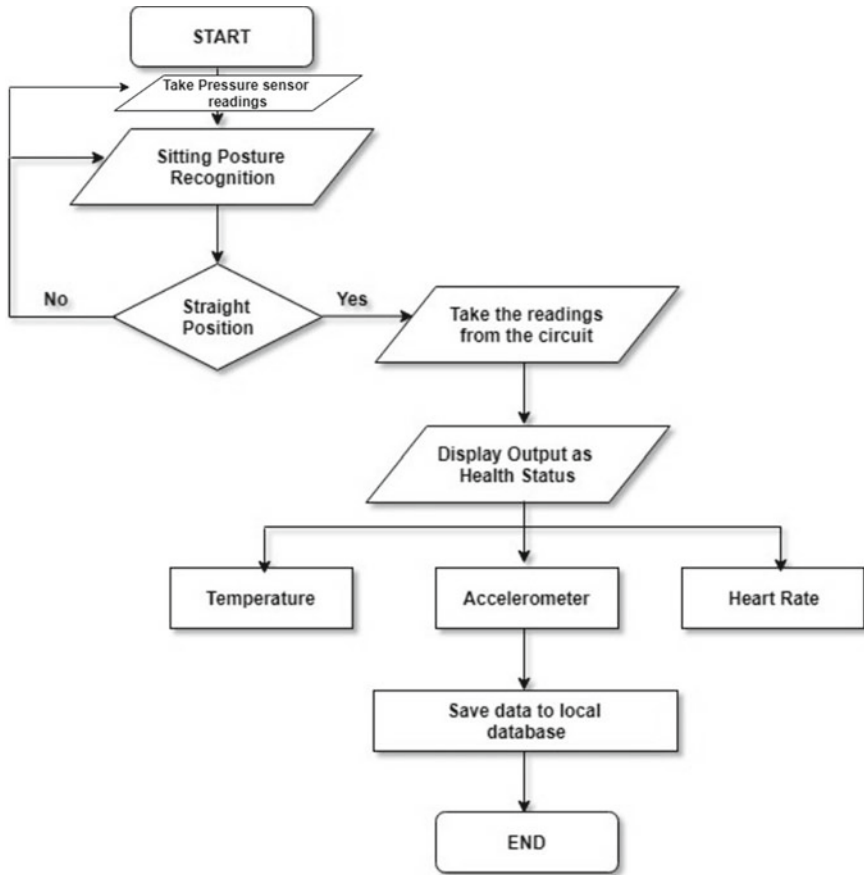 START
Take Pressure sensor
readings
Sitting Posture
Recognition
No
Straight
Position
Yes
Take the readings
from the circuit
Display Output as
Health Status
Temperature
Accelerometer
Heart Rate
Save data to local
database
END